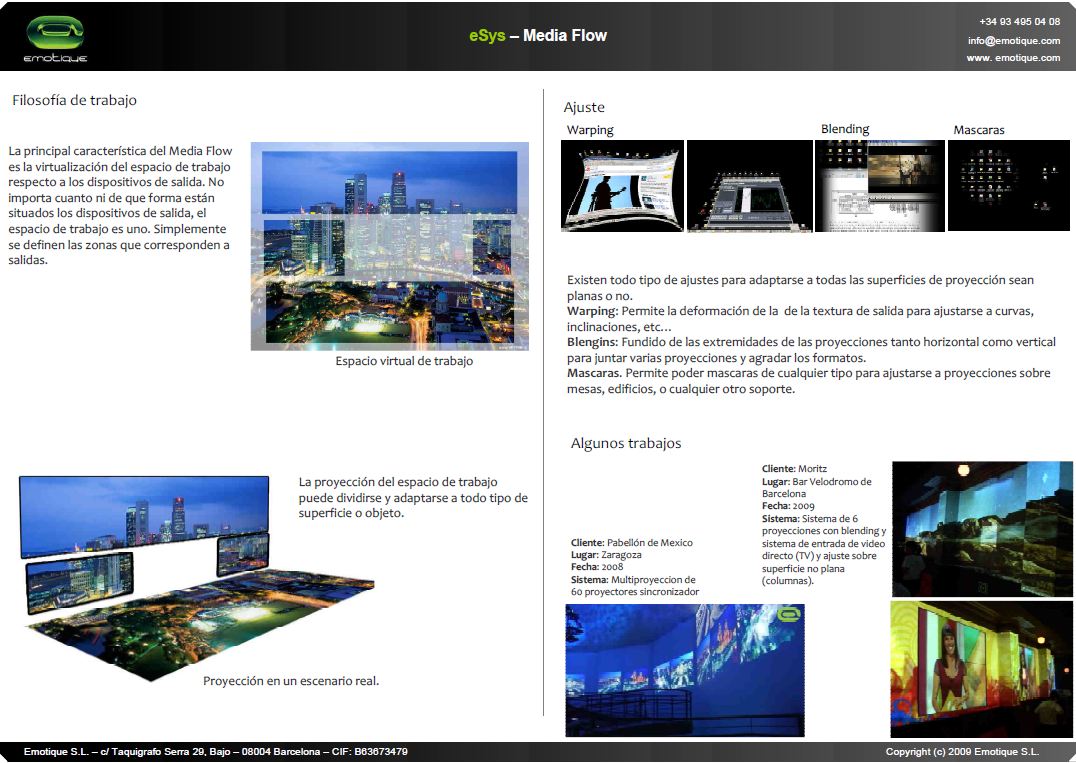 emotique
eSys – Media Flow
+34 93 495 04 08
info@emotique.com
www. emotique.com
Filosofía de trabajo
La principal característica del Media Flow
es la virtualización del espacio de trabajo
respecto a los dispositivos de salida. No
importa cuanto ni de que forma están
situados los dispositivos de salida, el
espacio de trabajo es uno. Simplemente
se definen las zonas que corresponden a
salidas.
Espacio virtual de trabajo
La proyección del espacio de trabajo
puede dividirse y adaptarse a todo tipo de
superficie o objeto.
Proyección en un escenario real.
Ajuste
Warping
Blending
Mascaras
Existen todo tipo de ajustes para adaptarse a todas las superficies de proyección sean
planas o no.
Warping: Permite la deformación de la  de la textura de salida para ajustarse a curvas,
inclinaciones, etc…
Blengins: Fundido de las extremidades de las proyecciones tanto horizontal como vertical
para juntar varias proyecciones y agradar los formatos.
Mascaras. Permite poder mascaras de cualquier tipo para ajustarse a proyecciones sobre
mesas, edificios, o cualquier otro soporte.
Algunos trabajos
Cliente: Pabellón de Mexico
Lugar: Zaragoza
Fecha: 2008
Sistema: Multiproyeccion de
60 proyectores sincronizador
Cliente: Moritz
Lugar: Bar Velodromo de
Barcelona
Fecha: 2009
Sistema: Sistema de 6
proyecciones con blending y
sistema de entrada de video
directo (TV) y ajuste sobre
superficie no plana
(columnas).
Emotique S.L. – c/ Taquigrafo Serra 29, Bajo – 08004 Barcelona – CIF: B63673479
Copyright (c) 2009 Emotique S.L.